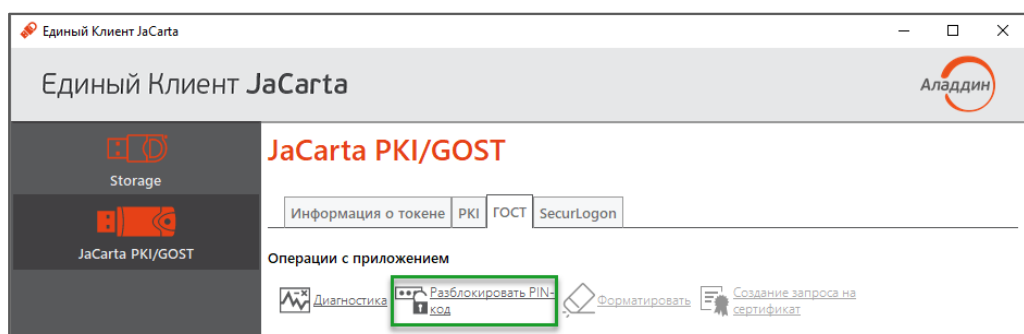 Единый Клиент JaCarta
Единый Клиент JaCarta
Аладдин
Storage
JaCarta PKI/GOST
JaCarta PKI/GOST
Информация о токене PKI ГОСТ SecurLogon
Операции с приложением
Диагностика
Разблокировать PIN-
код
Форматировать
Создание запроса на
сертификат